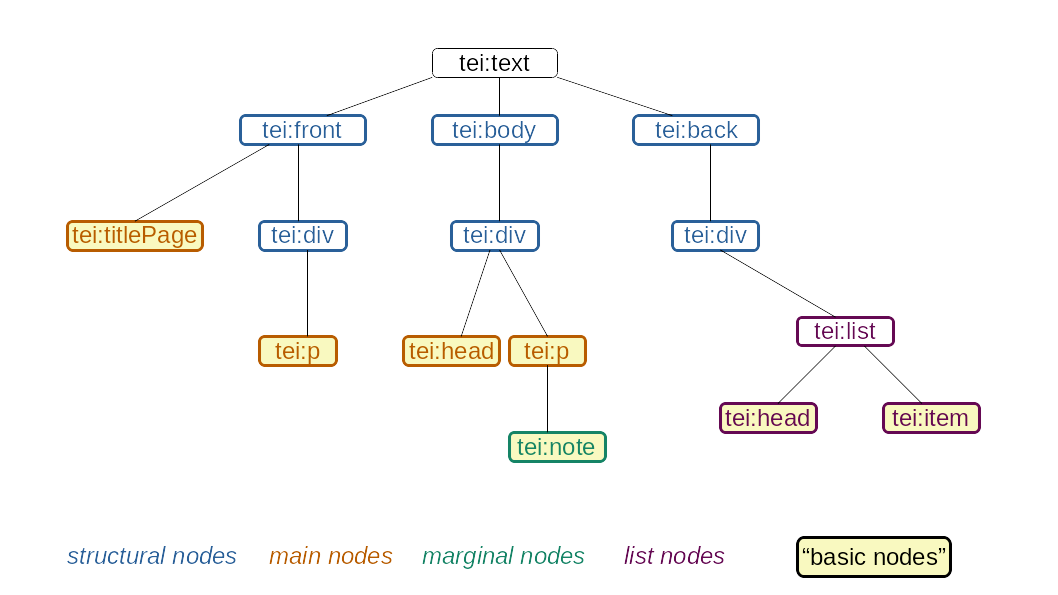 tei:text
tei:front
tei:body
tei:back
tei:titlePage
tei:div
tei:div
tei:div
tei:list
tei:p
tei:head
tei:p
tei:head
tei:item
tei:note
structural nodes
main nodes
marginal nodes
list nodes
“basic nodes”